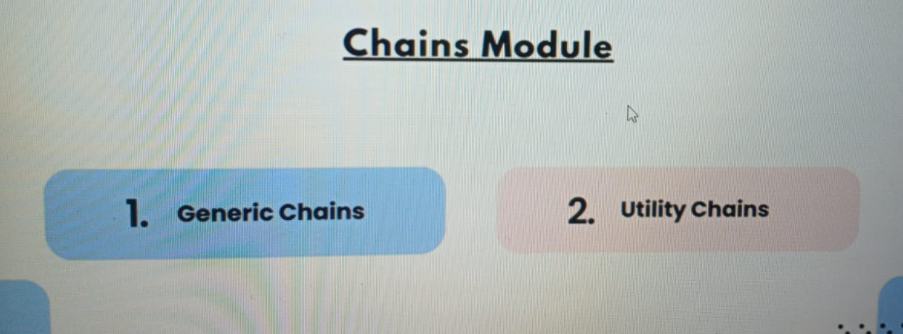 Chains Module
1. Generic Chains
2. Utility Chains